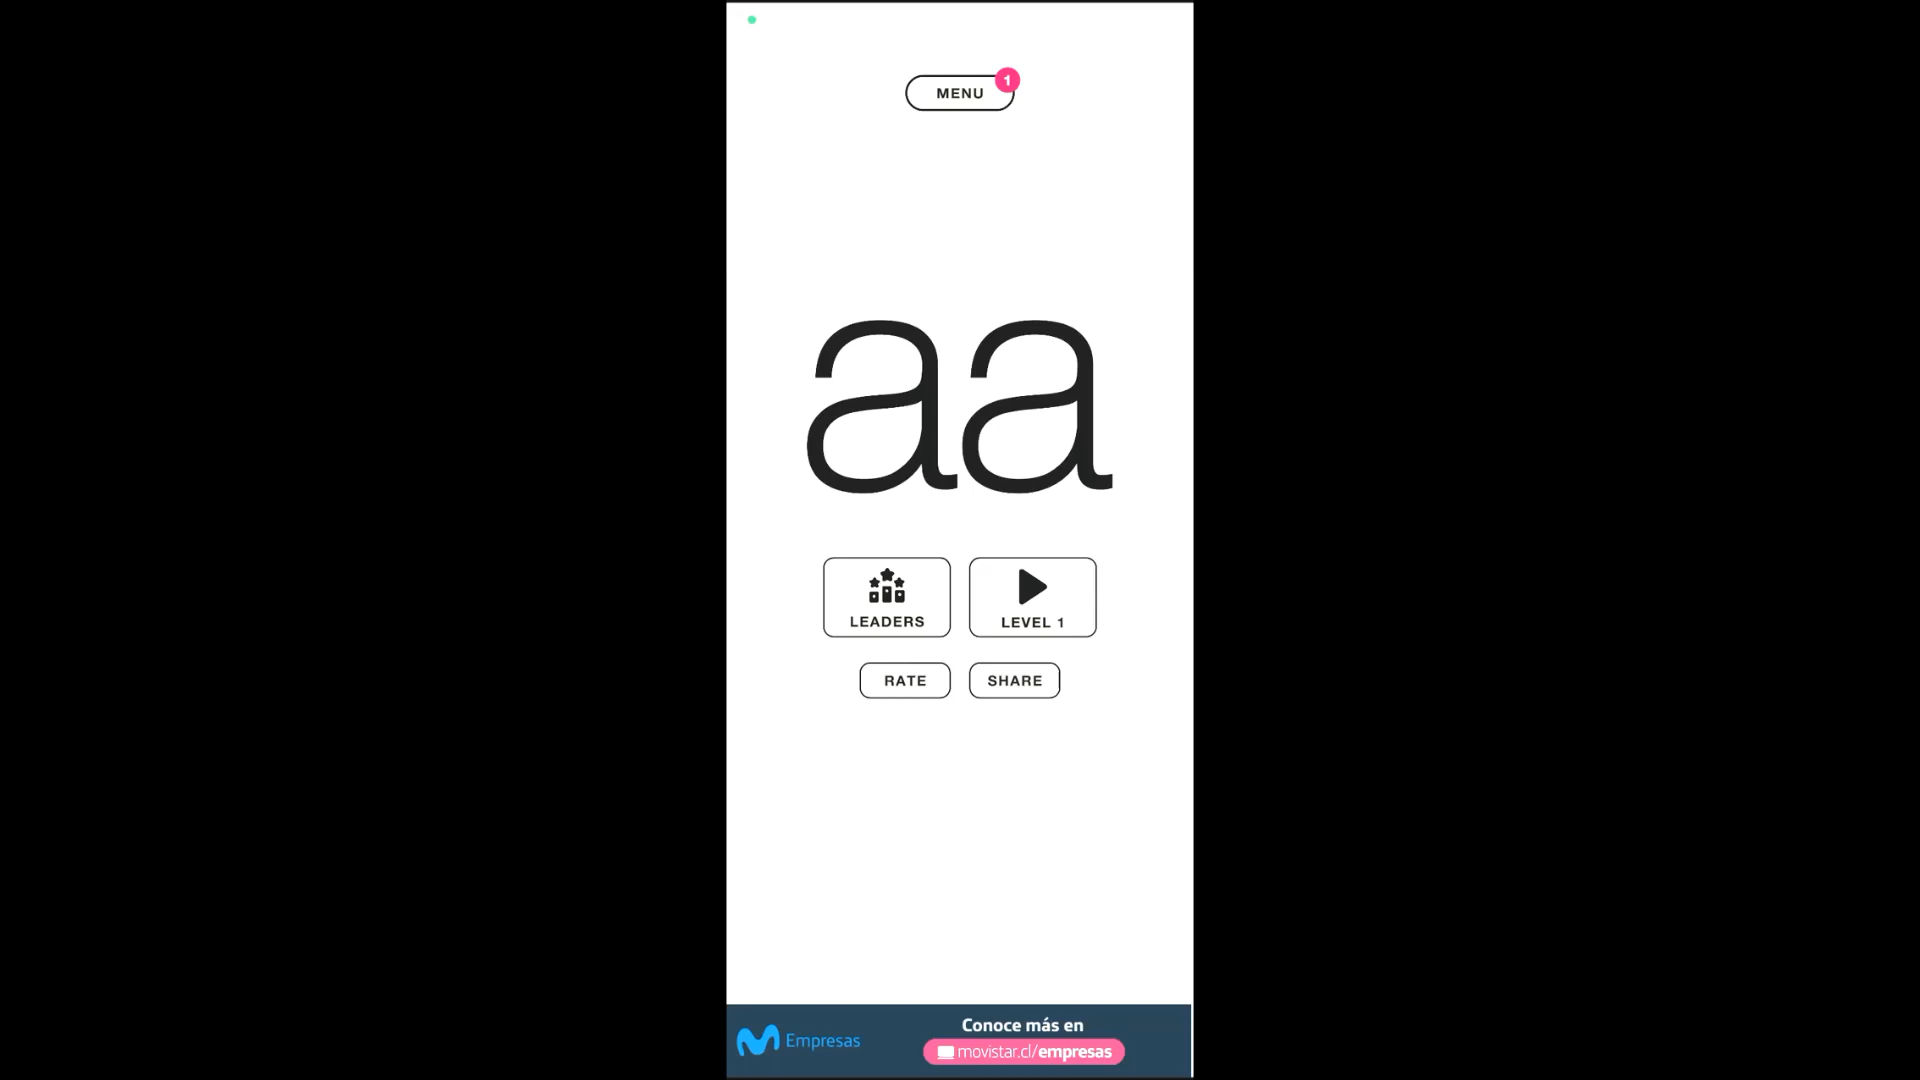 MENU
1
aa
LEADERS
LEVEL 1
RATE
SHARE
Empresas
Conoce más en
movistar.cl/empresas